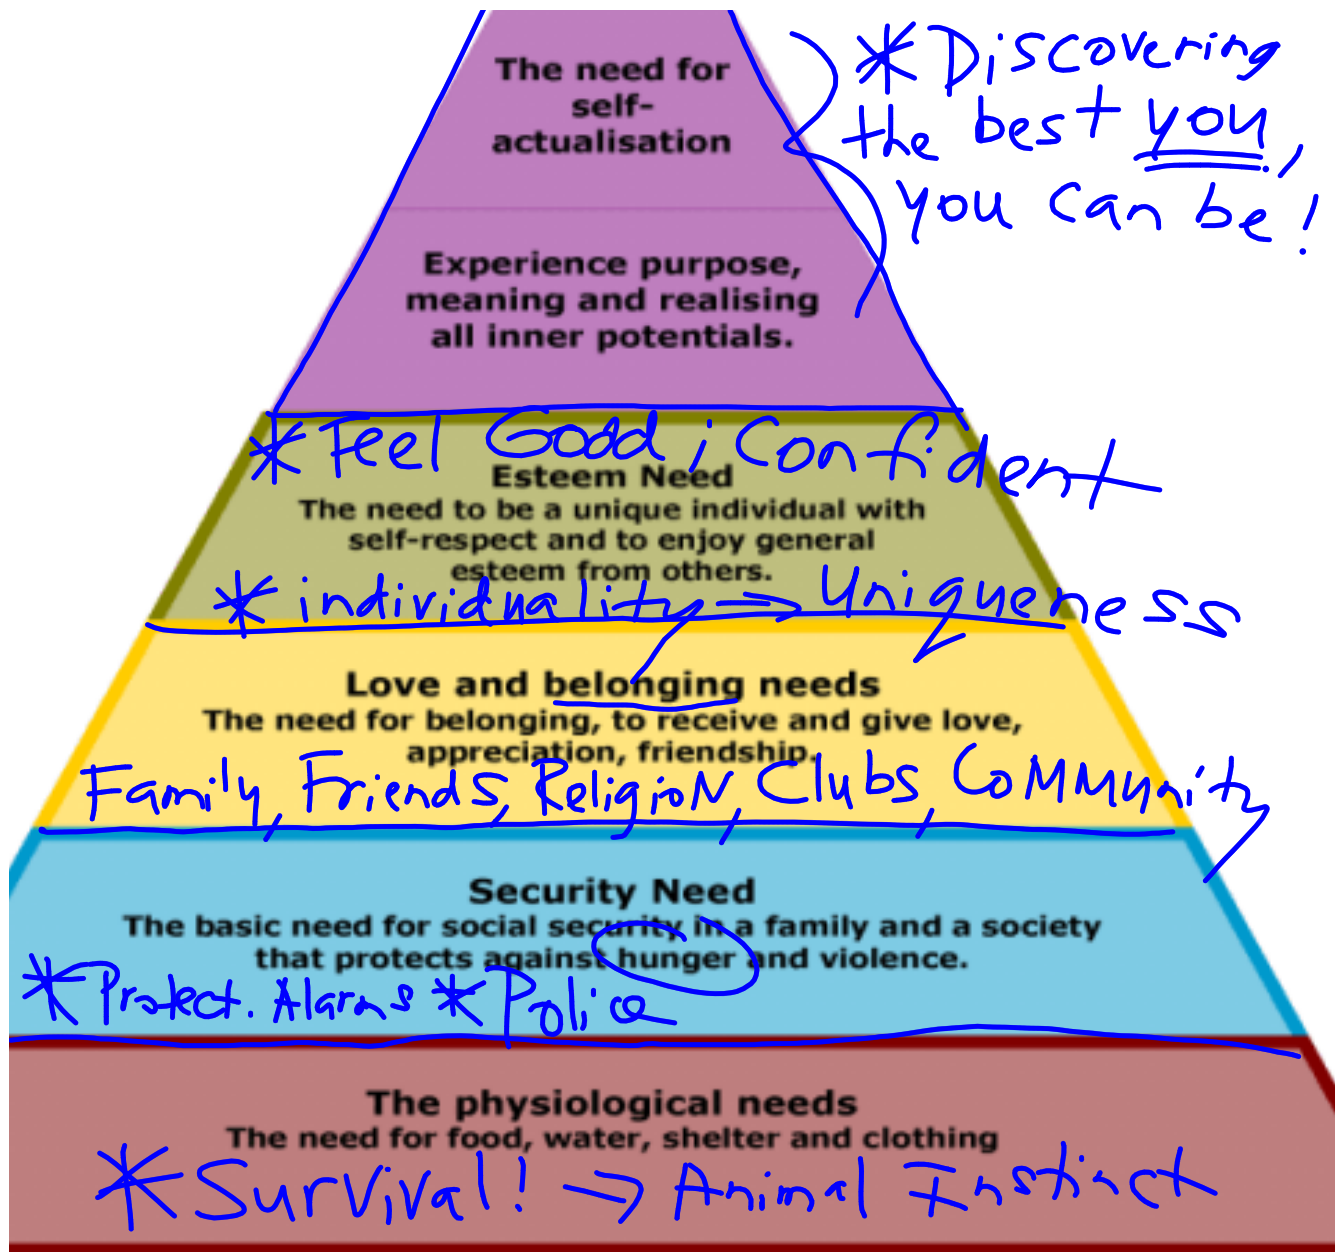 The need for
self-
actualisation
* Discovering
the best you,
you can be!
Experience purpose,
meaning and realising
all inner potentials.
* Feel Good; Confident
Esteem Need
The need to be a unique individual with
self-respect and to enjoy general
esteem from others.
* individuality → Uniqueness
Love and belonging needs
The need for belonging, to receive and give love,
appreciation, friendship.
Family, Friends, Religion, Clubs, Community
Security Need
The basic need for social security in a family and a society
that protects against hunger and violence.
* Protect. Alarms * Police
The physiological needs
The need for food, water, shelter and clothing
* Survival! → Animal Instinct